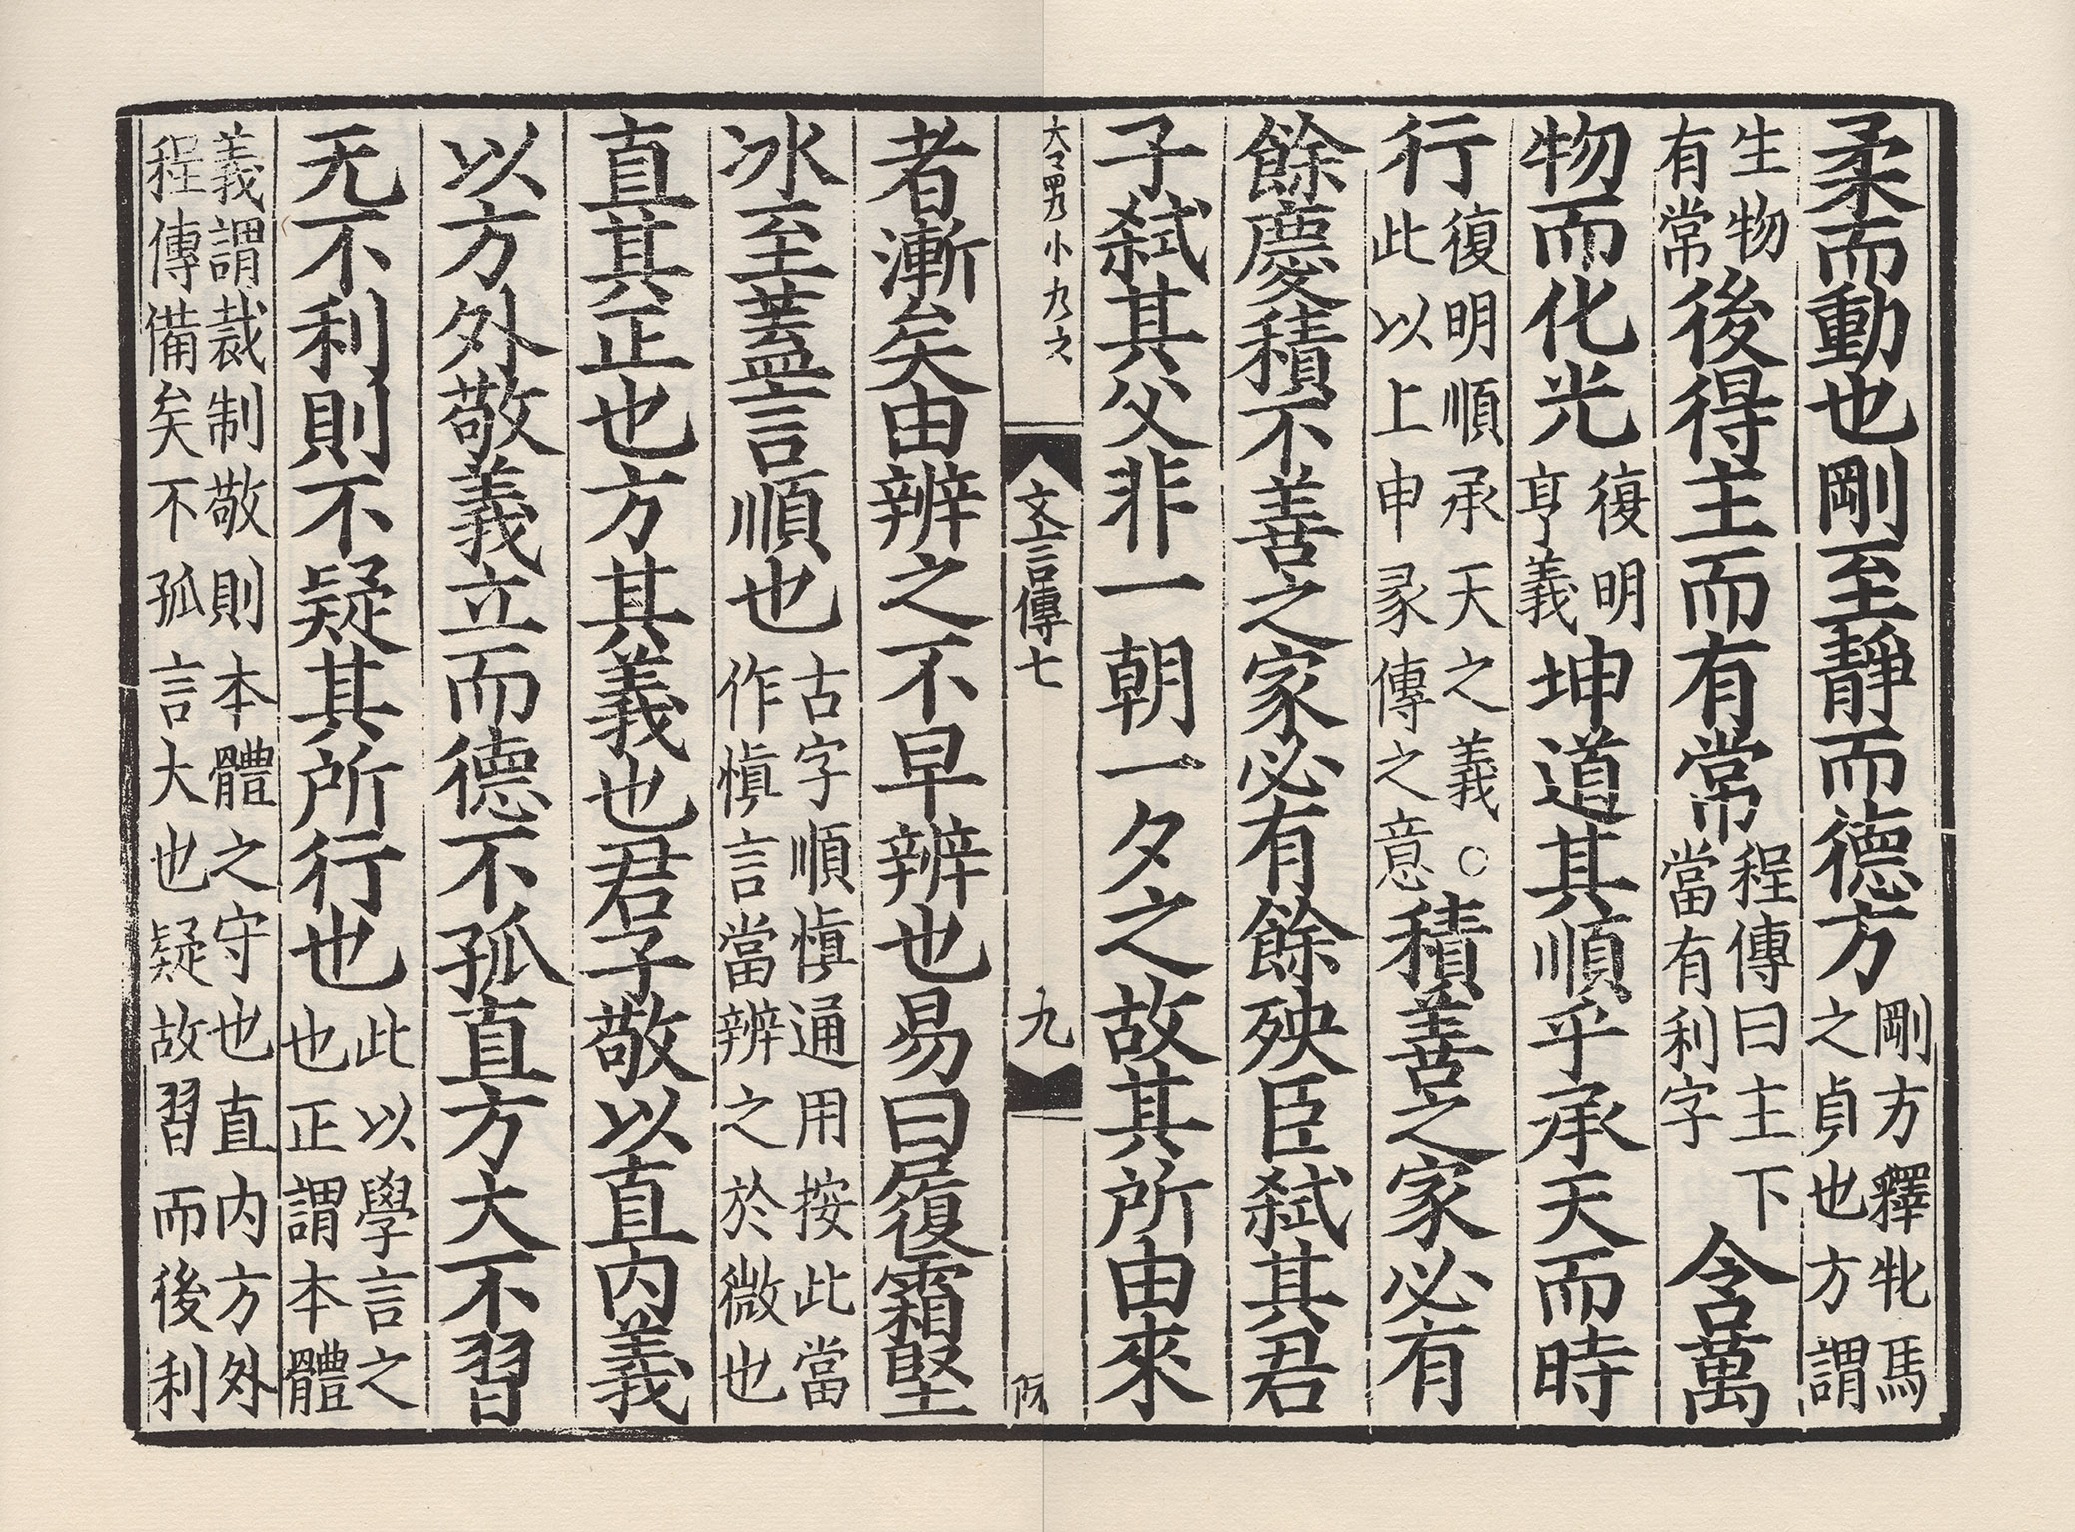 柔而動也剛至靜而德方剛方釋牝馬之貞也方謂
生物有常後得主而有常程傳曰主下當有利字含萬
物而化光復明亨義坤道其順乎承天而時
行復明順承天之義○此以上申彖傳之意積善之家必有
餘慶積不善之家必有餘殃臣弒其君
子弒其父非一朝一夕之故其所由來
文言傳七
九
者漸矣由辨之不早辨也易曰履霜堅
冰至蓋言順也古字順慎通用按此當作慎言當辨之於微也
直其正也方其義也君子敬以直内義
以方外敬義立而德不孤直方大不習
无不利則不疑其所行也此以學言之也正謂本體
義謂裁制敬則本體之守也直内方外程傳備矣不孤言大也疑故習而後利